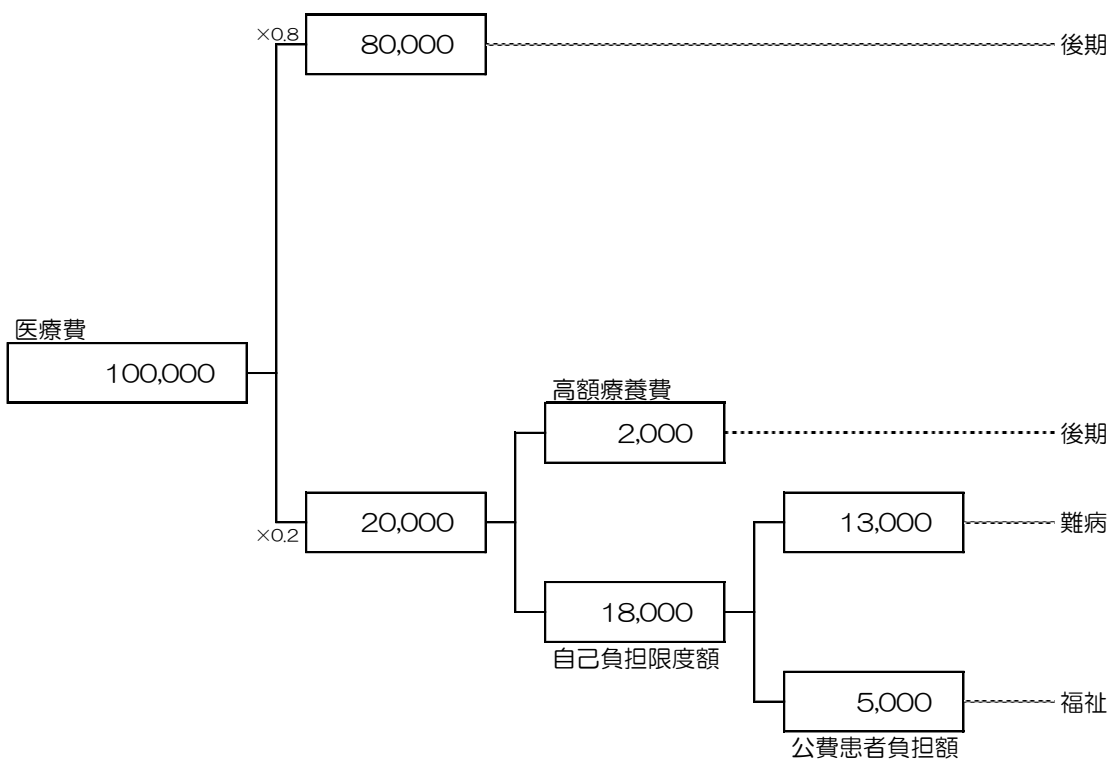 ×0.8
80,000
後期
医療費
100,000
高額療養費
2,000
後期
×0.2
20,000
13,000
難病
18,000
自己負担限度額
5,000
福祉
公費患者負担額